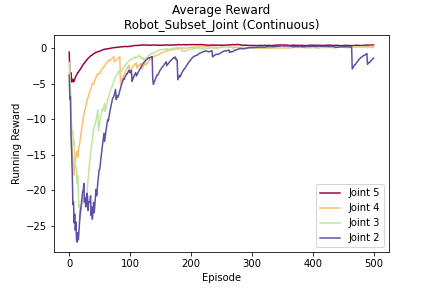 Average Reward
Robot_Subset_Joint (Continuous)
Running Reward
0
−5
−10
−15
−20
−25
0
100
200
300
400
500
Episode
Joint 5
Joint 4
Joint 3
Joint 2